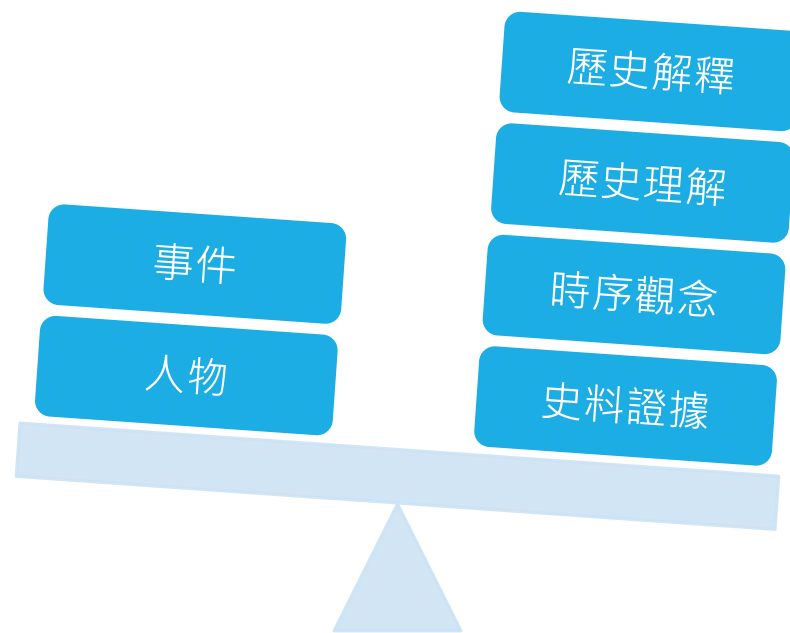 事件
人物
歷史解釋
歷史理解
時序觀念
史料證據